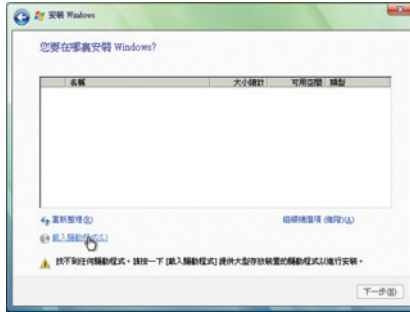 安裝 Windows
您要在哪裏安裝 Windows?
名稱 大小總計 可用空間 類型
重新整理(R) 磁碟機選項 (進階)(A)
載入驅動程式(L)
找不到任何驅動程式。請按一下 [載入驅動程式] 提供大型存放裝置的驅動程式以進行安裝。
下一步(N)